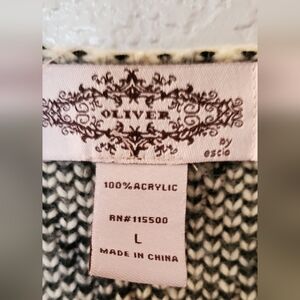 OLIVER
by
escio
100% ACRYLIC
RN#115500
L
MADE IN CHINA